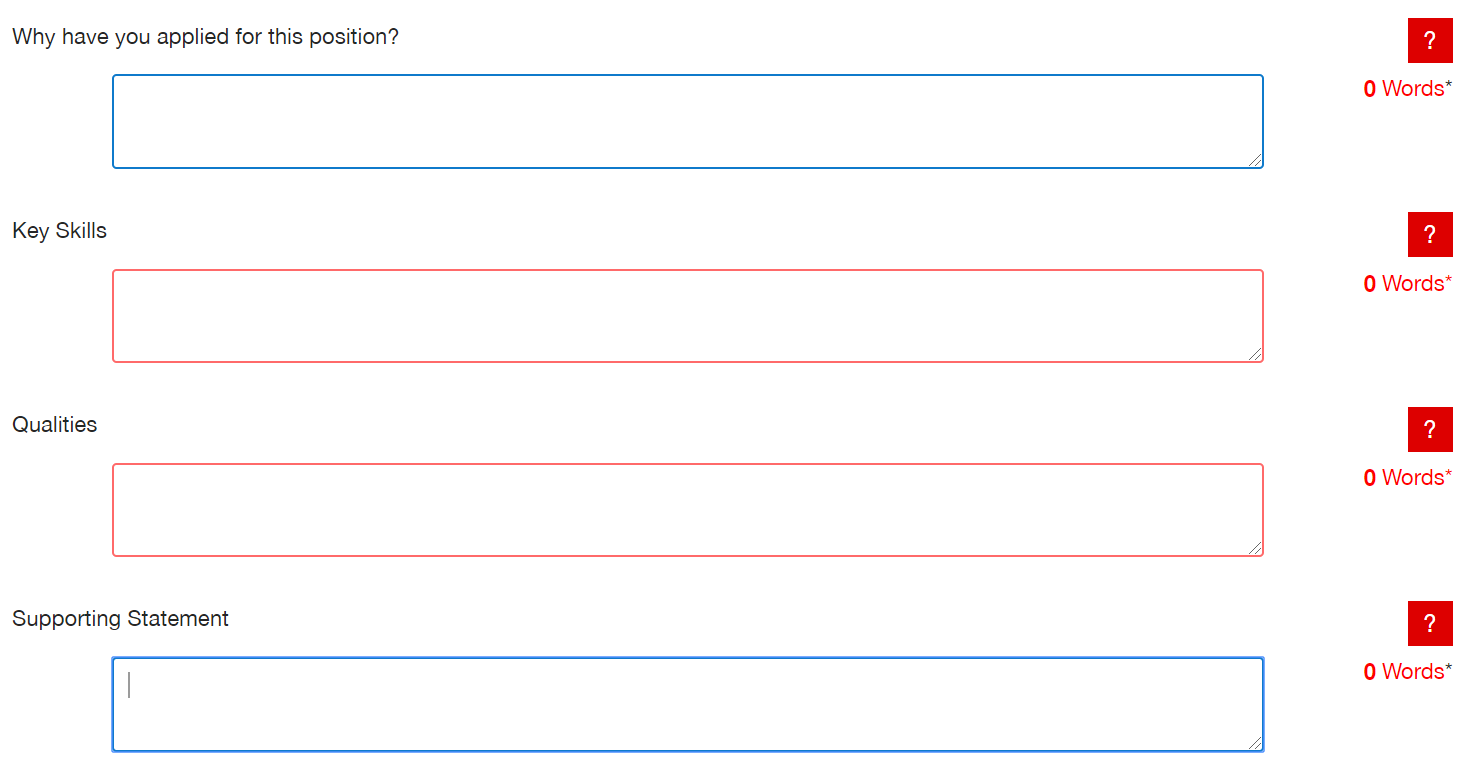 Why have you applied for this position?
?
0 Words*
Key Skills
?
0 Words*
Qualities
?
0 Words*
Supporting Statement
?
0 Words*